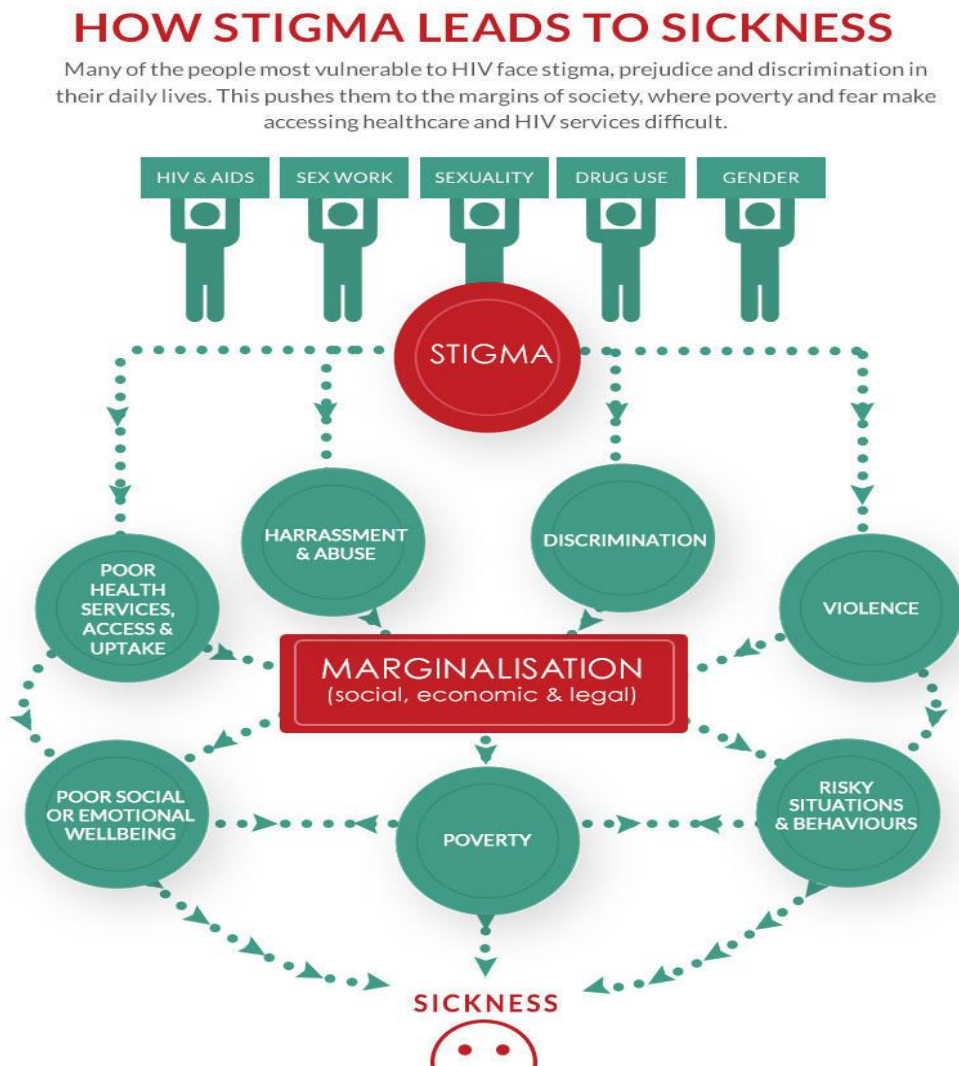 HOW STIGMA LEADS TO SICKNESS
Many of the people most vulnerable to HIV face stigma, prejudice and discrimination in
their daily lives. This pushes them to the margins of society, where poverty and fear make
accessing healthcare and HIV services difficult.
HIV & AIDS
SEX WORK
SEXUALITY
DRUG USE
GENDER
STIGMA
HARRASSMENT
& ABUSE
DISCRIMINATION
POOR
HEALTH
SERVICES,
ACCESS &
UPTAKE
VIOLENCE
MARGINALISATION
(social, economic & legal)
POOR SOCIAL
OR EMOTIONAL
WELLBEING
POVERTY
RISKY
SITUATIONS
& BEHAVIOURS
SICKNESS